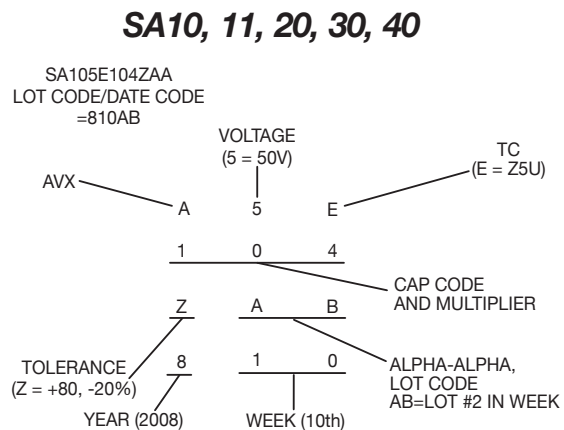 SA10, 11, 20, 30, 40
SA105E104ZAA
LOT CODE/DATE CODE
=810AB
VOLTAGE
(5 = 50V)
TC
(E = Z5U)
AVX
A 5 E
1 0 4
CAP CODE
AND MULTIPLIER
Z A B
TOLERANCE
(Z = +80, -20%)
8 1 0
ALPHA-ALPHA,
LOT CODE
AB=LOT #2 IN WEEK
YEAR (2008)
WEEK (10th)